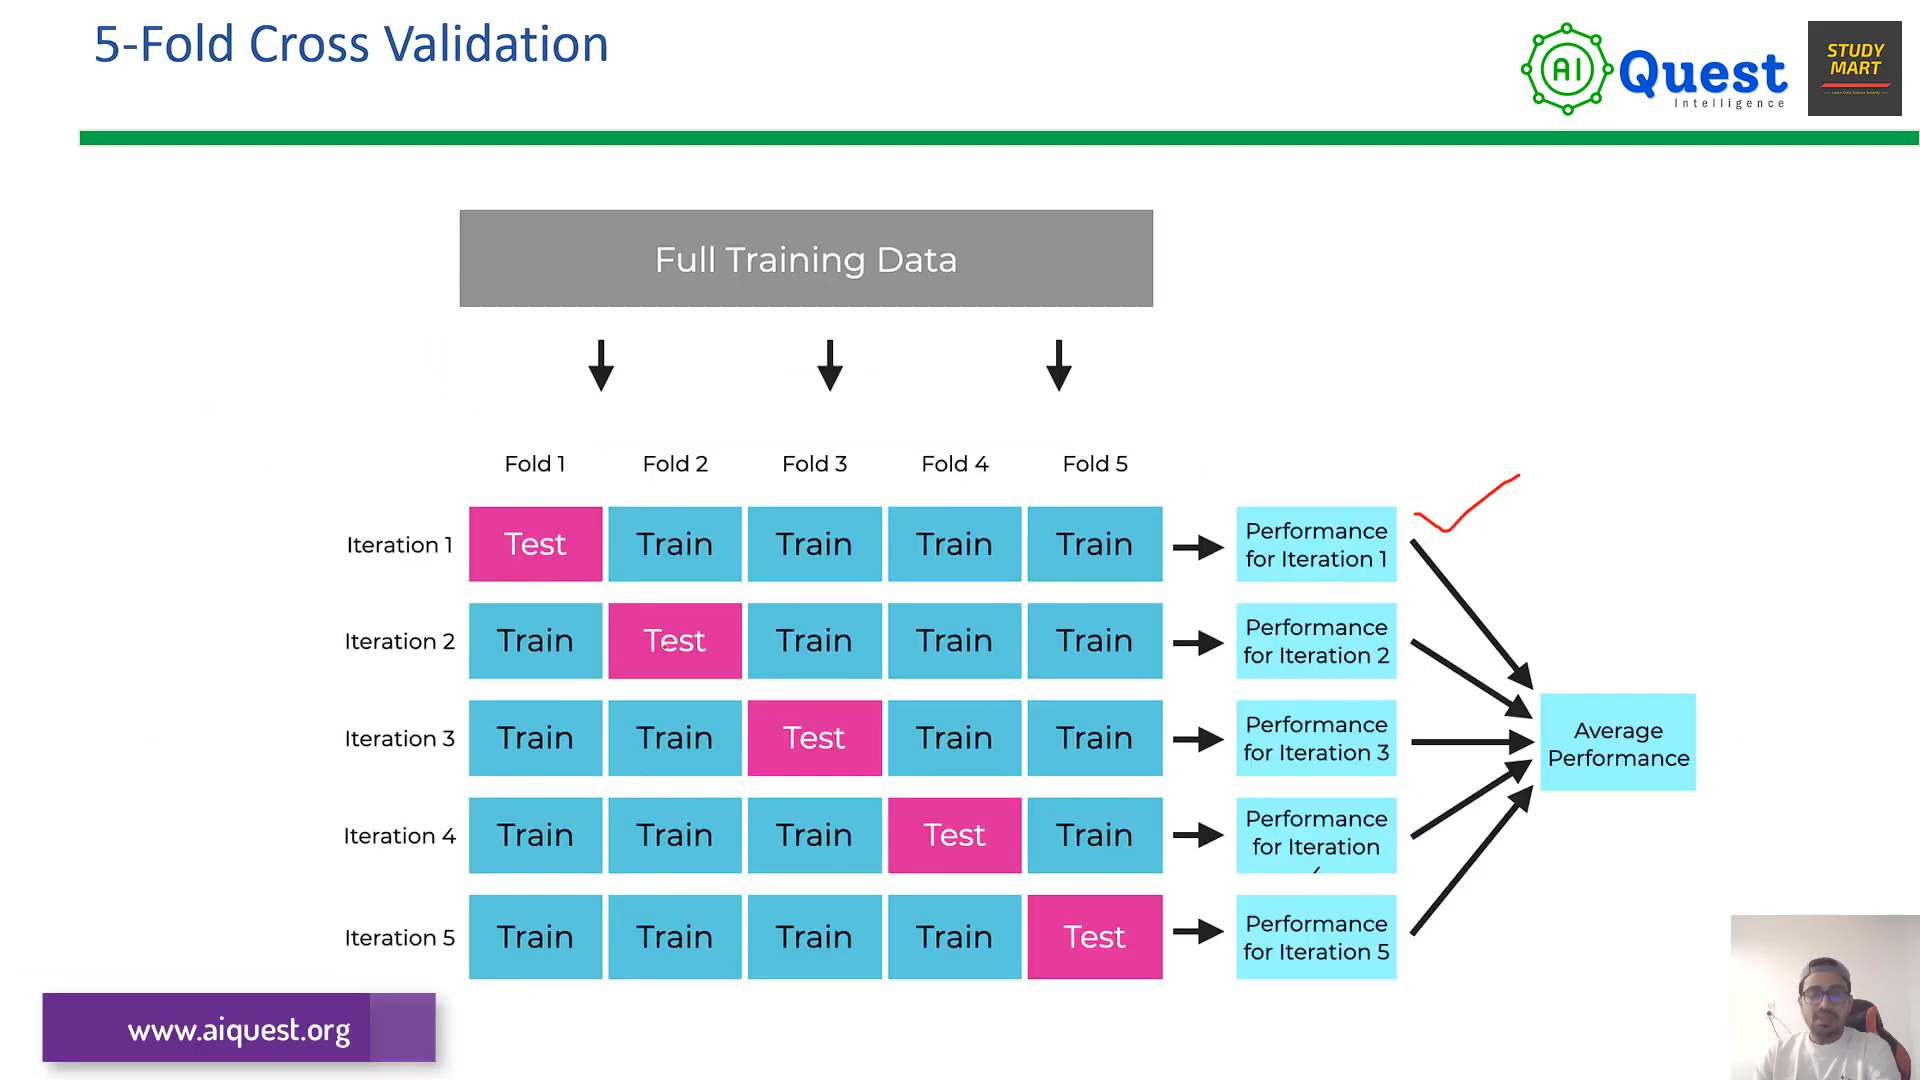 5-Fold Cross Validation
AI Quest
Intelligence
STUDY
MART
Full Training Data
Fold 1 Fold 2 Fold 3 Fold 4 Fold 5
Iteration 1 Test Train Train Train Train Performance for Iteration 1
Iteration 2 Train Test Train Train Train Performance for Iteration 2
Iteration 3 Train Train Test Train Train Performance for Iteration 3
Average
Performance
Iteration 4 Train Train Train Test Train Performance for Iteration
Iteration 5 Train Train Train Train Test Performance for Iteration 5
www.aiquest.org